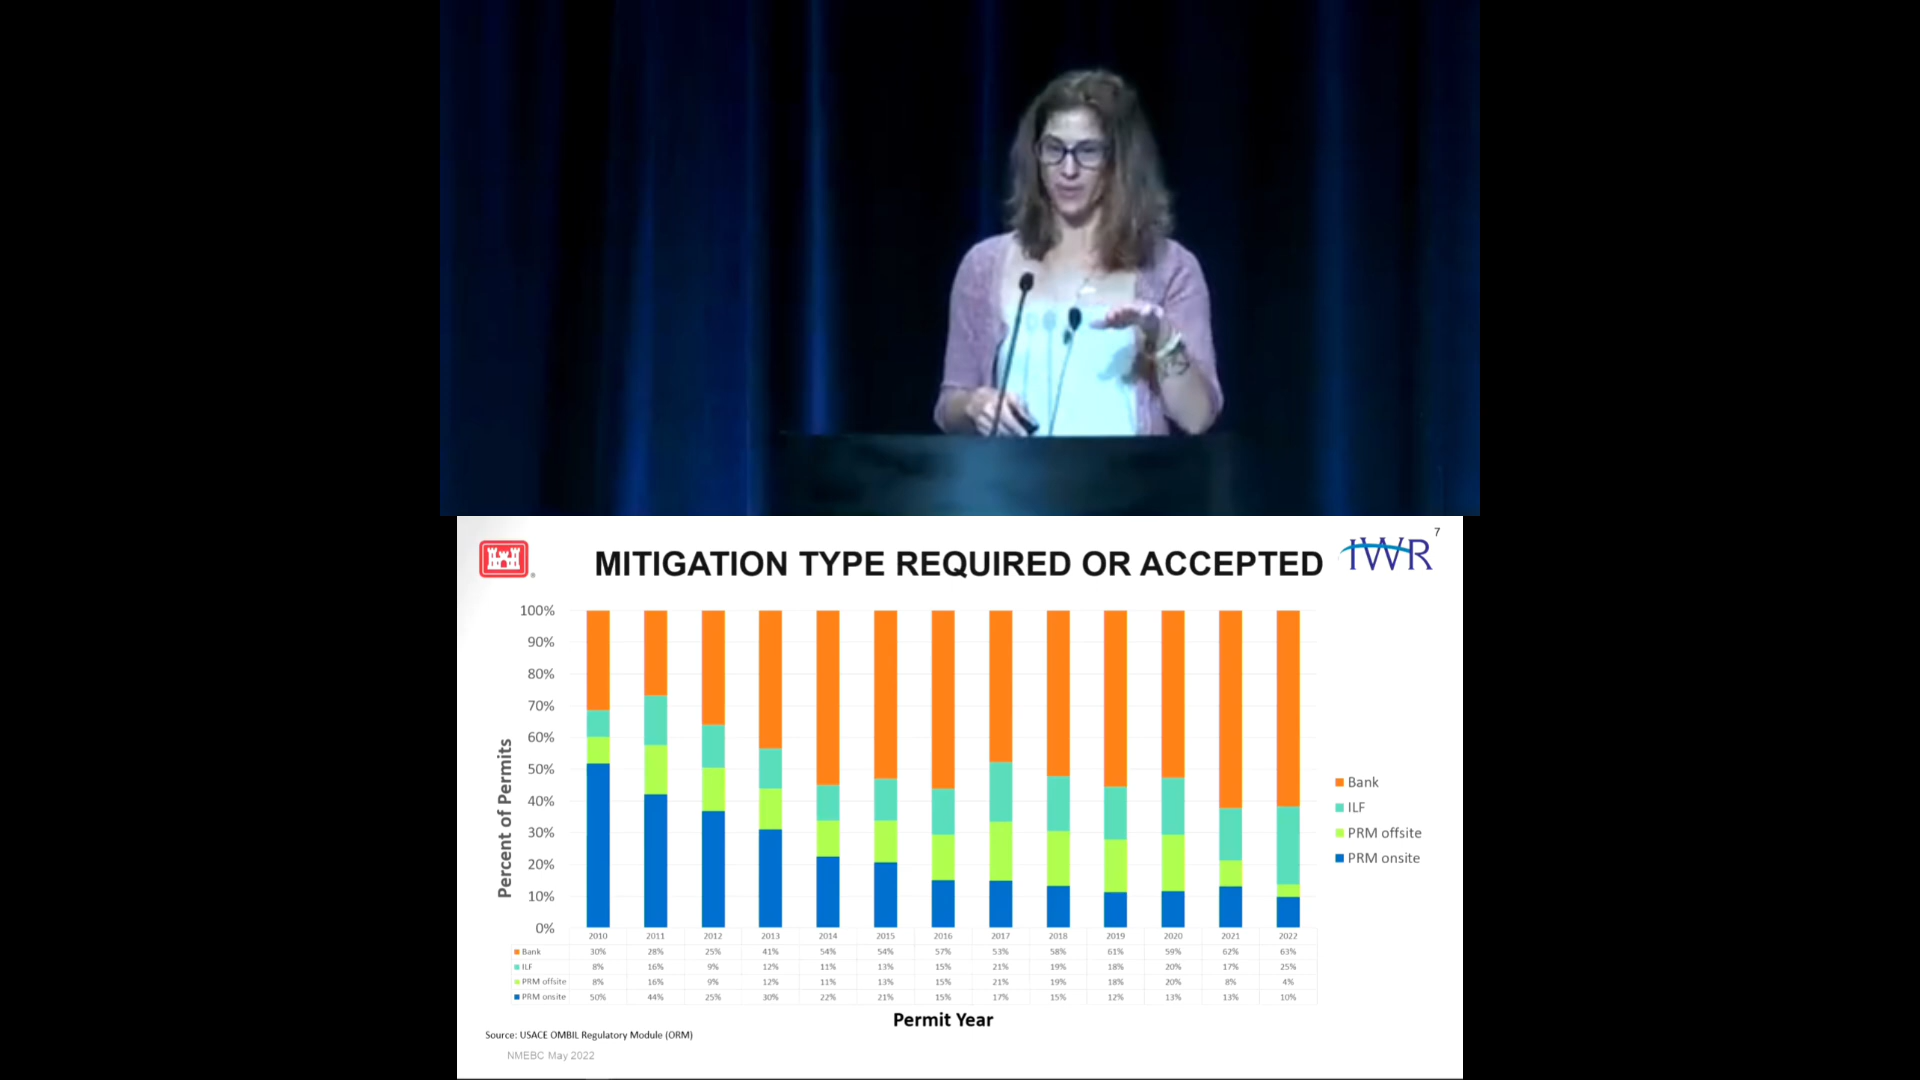 7
IWR
MITIGATION TYPE REQUIRED OR ACCEPTED
100%
90%
80%
70%
60%
50%
40%
30%
20%
10%
0%
Percent of Permits
Bank
ILF
PRM offsite
PRM onsite
2010 2011 2012 2013 2014 2015 2016 2017 2018 2019 2020 2021 2022
Bank 30% 28% 25% 41% 54% 54% 57% 53% 58% 61% 59% 62% 63%
ILF 8% 16% 9% 12% 11% 13% 15% 21% 19% 18% 20% 17% 25%
PRM offsite 8% 16% 9% 12% 11% 13% 15% 21% 19% 18% 20% 8% 4%
PRM onsite 50% 44% 25% 30% 22% 21% 15% 17% 15% 12% 13% 13% 10%
Permit Year
Source: USACE OMBIL Regulatory Module (ORM)
NMEBC May 2022